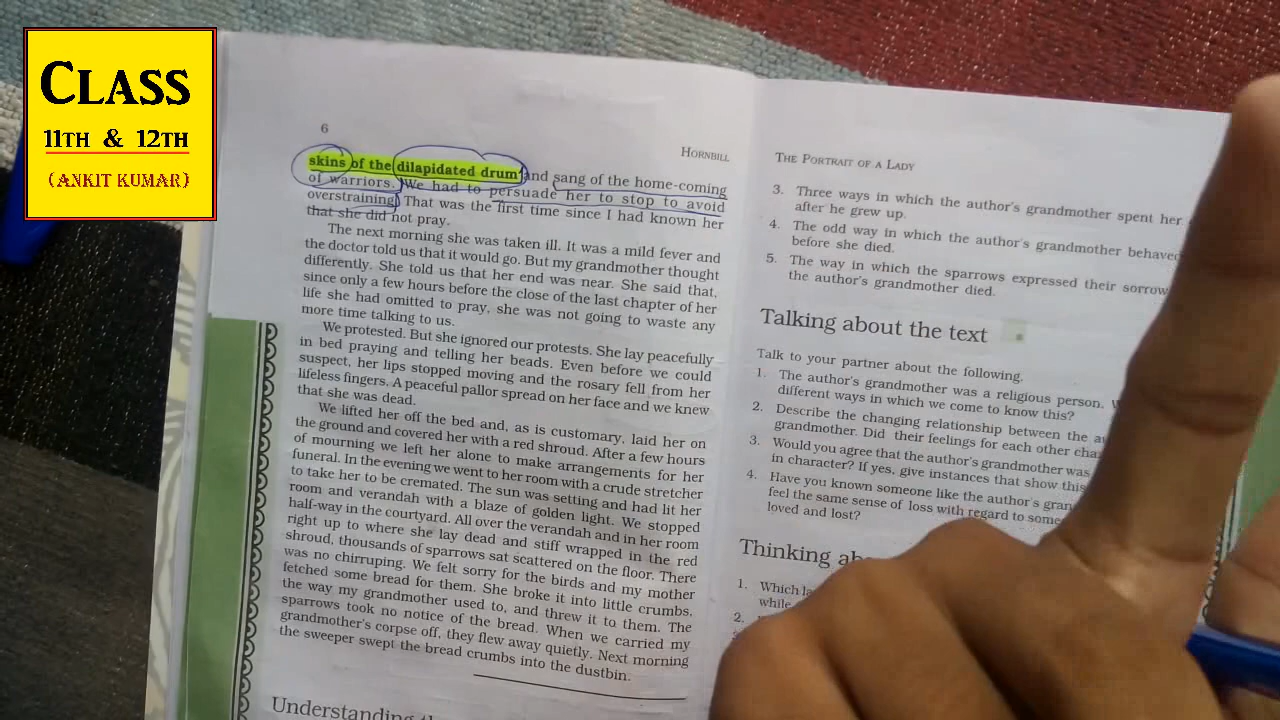 CLASS
11TH & 12TH
(ANKIT KUMAR)
6
HORNBILL
skins of the dilapidated drum and sang of the home-coming
of warriors. We had to persuade her to stop to avoid
overstraining. That was the first time since I had known her
that she did not pray.
The next morning she was taken ill. It was a mild fever and
the doctor told us that it would go. But my grandmother thought
differently. She told us that her end was near. She said that,
since only a few hours before the close of the last chapter of her
life she had omitted to pray, she was not going to waste any
more time talking to us.
We protested. But she ignored our protests. She lay peacefully
in bed praying and telling her beads. Even before we could
suspect, her lips stopped moving and the rosary fell from her
lifeless fingers. A peaceful pallor spread on her face and we knew
that she was dead.
We lifted her off the bed and, as is customary, laid her on
the ground and covered her with a red shroud. After a few hours
of mourning we left her alone to make arrangements for her
funeral. In the evening we went to her room with a crude stretcher
to take her to be cremated. The sun was setting and had lit her
room and verandah with a blaze of golden light. We stopped
half-way in the courtyard. All over the verandah and in her room
right up to where she lay dead and stiff wrapped in the red
shroud, thousands of sparrows sat scattered on the floor. There
was no chirruping. We felt sorry for the birds and my mother
fetched some bread for them. She broke it into little crumbs,
the way my grandmother used to, and threw it to them. The
sparrows took no notice of the bread. When we carried my
grandmother's corpse off, they flew away quietly. Next morning
the sweeper swept the bread crumbs into the dustbin.
Understanding
THE PORTRAIT OF A LADY
3. Three ways in which the author's grandmother spent her
after he grew up.
4. The odd way in which the author's grandmother behaved
before she died.
5. The way in which the sparrows expressed their sorrow
the author's grandmother died.
Talking about the text
Talk to your partner about the following.
1. The author's grandmother was a religious person.
different ways in which we come to know this?
2. Describe the changing relationship between the
grandmother. Did their feelings for each other
3. Would you agree that the author's grandmother was
in character? If yes, give instances that show this
4. Have you known someone like the author's
feel the same sense of loss with regard to some
loved and lost?
Thinking
1. Which
while
2.